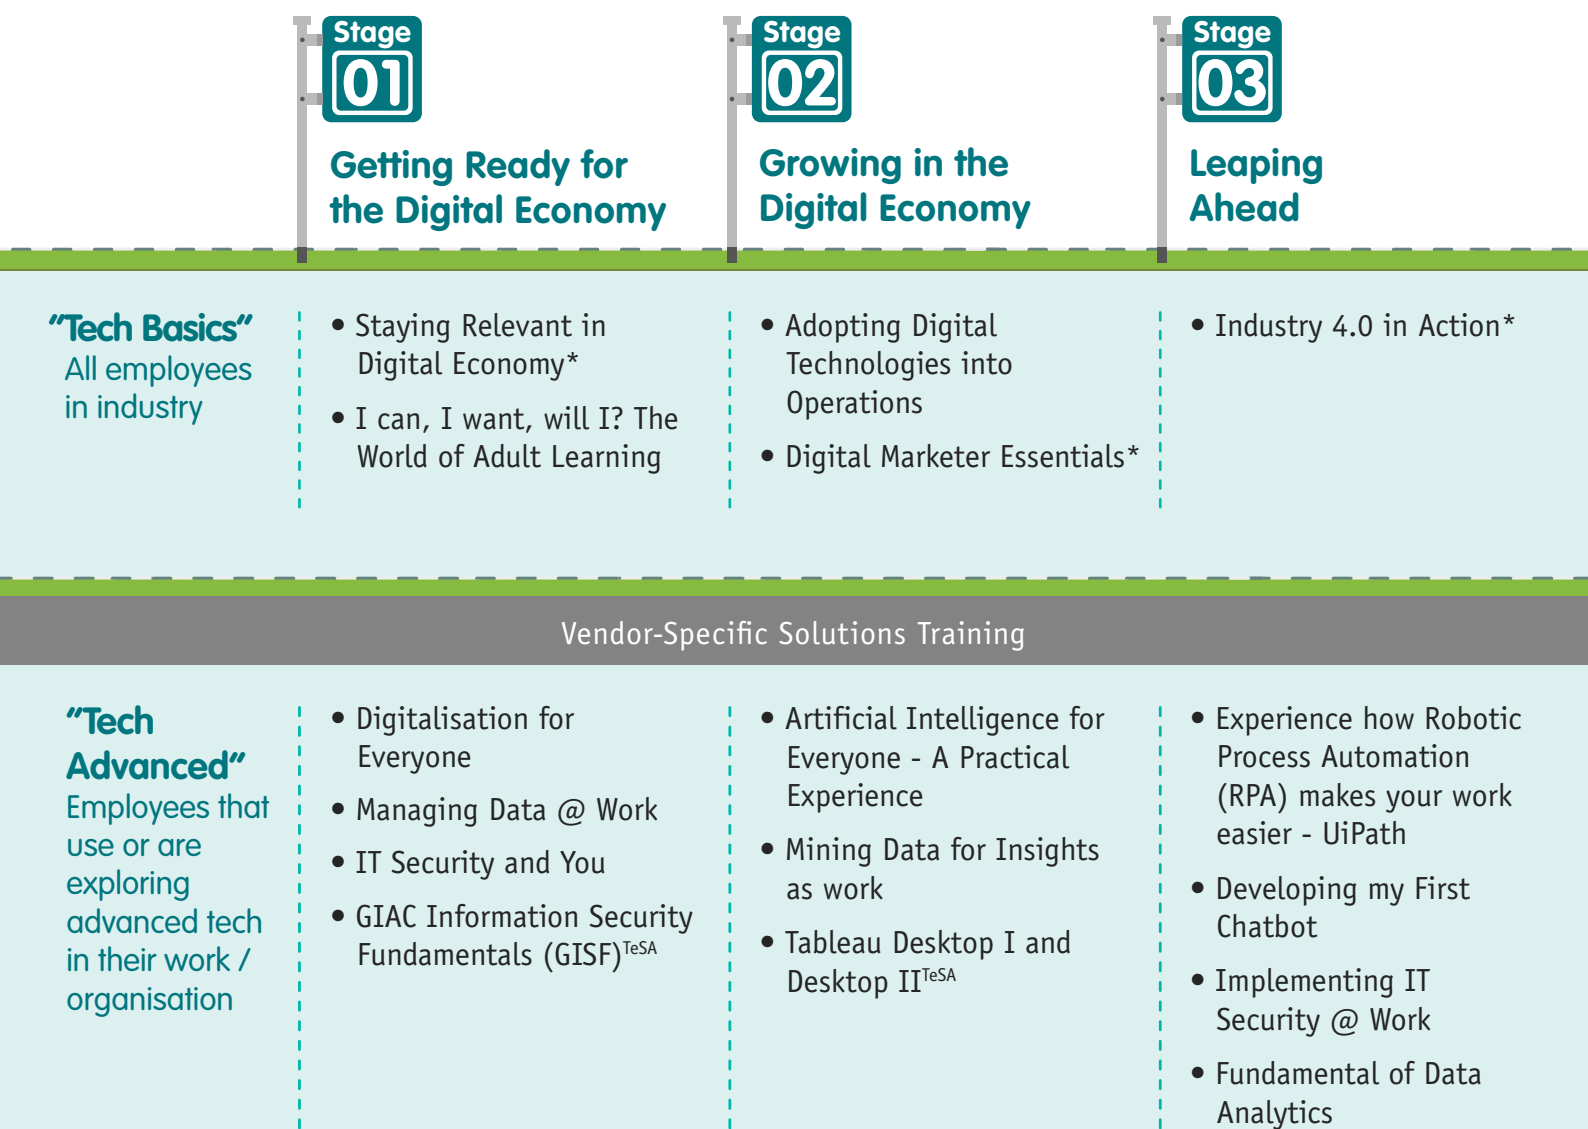 Stage
01
Getting Ready for
the Digital Economy
Stage
02
Growing in the
Digital Economy
Stage
03
Leaping
Ahead
"Tech Basics"
All employees
in industry
• Staying Relevant in
Digital Economy*
• I can, I want, will I? The
World of Adult Learning
• Adopting Digital
Technologies into
Operations
• Digital Marketer Essentials*
• Industry 4.0 in Action*
Vendor-Specific Solutions Training
"Tech
Advanced"
Employees that
use or are
exploring
advanced tech
in their work /
organisation
• Digitalisation for
Everyone
• Managing Data @ Work
• IT Security and You
• GIAC Information Security
Fundamentals (GISF)TeSA
• Artificial Intelligence for
Everyone - A Practical
Experience
• Mining Data for Insights
as work
• Tableau Desktop I and
Desktop IITeSA
• Experience how Robotic
Process Automation
(RPA) makes your work
easier - UiPath
• Developing my First
Chatbot
• Implementing IT
Security @ Work
• Fundamental of Data
Analytics